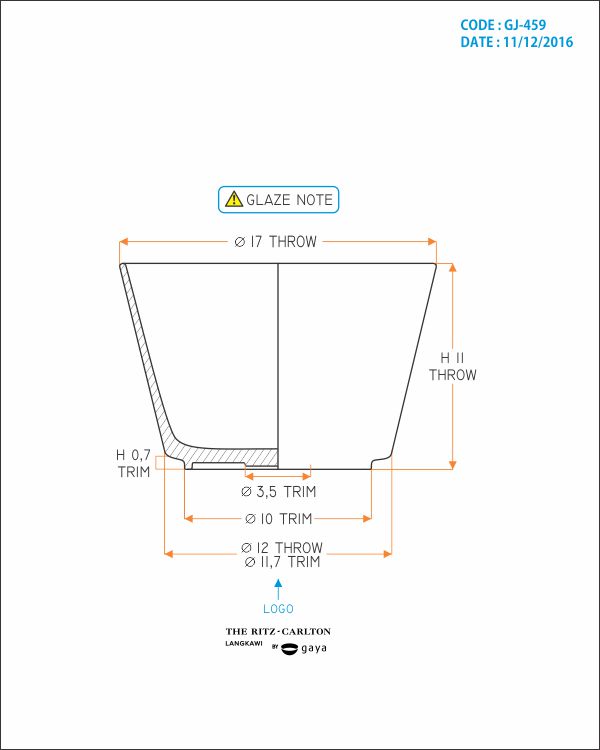 CODE : GJ-459
DATE : 11/12/2016
GLAZE NOTE
Ø 17 THROW
H 11
THROW
H 0,7
TRIM
Ø 3,5 TRIM
Ø 10 TRIM
Ø 12 THROW
Ø 11,7 TRIM
LOGO
THE RITZ-CARLTON
LANGKAWI BY gaya